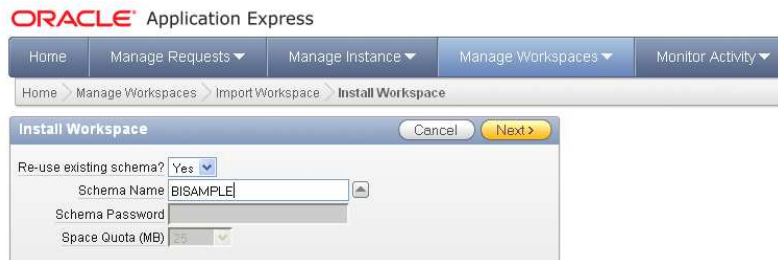 ORACLE Application Express
Home Manage Requests Manage Instance Manage Workspaces Monitor Activity
Home Manage Workspaces Import Workspace Install Workspace
Install Workspace Cancel Next >
Re-use existing schema? Yes
Schema Name BISAMPLE
Schema Password
Space Quota (MB) 25